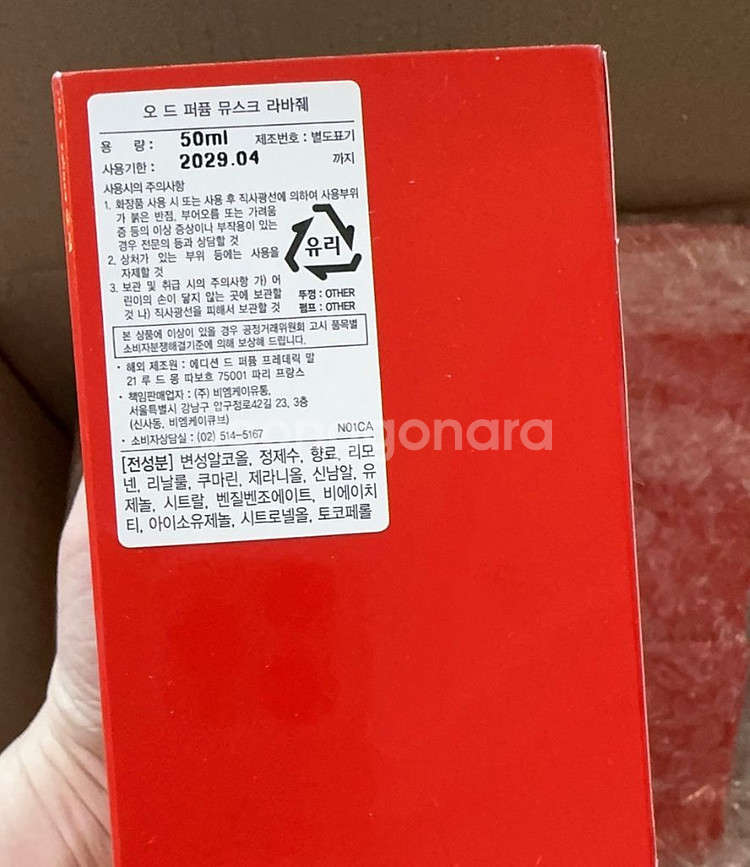 오 드 퍼퓸 뮤스크 라바줴
용 량: 50ml 제조번호 : 별도표기
사용기한 : 2029.04 까지
사용시의 주의사항
1. 화장품 사용 시 또는 사용 후 직사광선에 의하여 사용부위
가 붉은 반점, 부어오름 또는 가려움
증 등의 이상 증상이나 부작용이 있는
경우 전문의 등과 상담할 것
2. 상처가 있는 부위 등에는 사용을
자제할 것
3. 보관 및 취급 시의 주의사항 가) 어
린이의 손이 닿지 않는 곳에 보관할
것 나) 직사광선을 피해서 보관할 것
유리
뚜껑 : OTHER
펌프 : OTHER
본 상품에 이상이 있을 경우 공정거래위원회 고시 품목별
소비자분쟁해결기준에 의해 보상해 드립니다.
· 해외 제조원 : 에디션 드 퍼퓸 프레데릭 말
21 루 드 몽 따보흐 75001 파리 프랑스
· 책임판매업자 : (주) 비엠케이유통,
서울특별시 강남구 압구정로42길 23, 3층
(신사동, 비엠케이큐브)
· 소비자상담실 : (02) 514-5167 N01CA
[전성분] 변성알코올, 정제수, 향료, 리모
넨, 리날룰, 쿠마린, 제라니올, 신남알, 유
제놀, 시트랄, 벤질벤조에이트, 비에이치
티, 아이소유제놀, 시트로넬올, 토코페롤
gonara